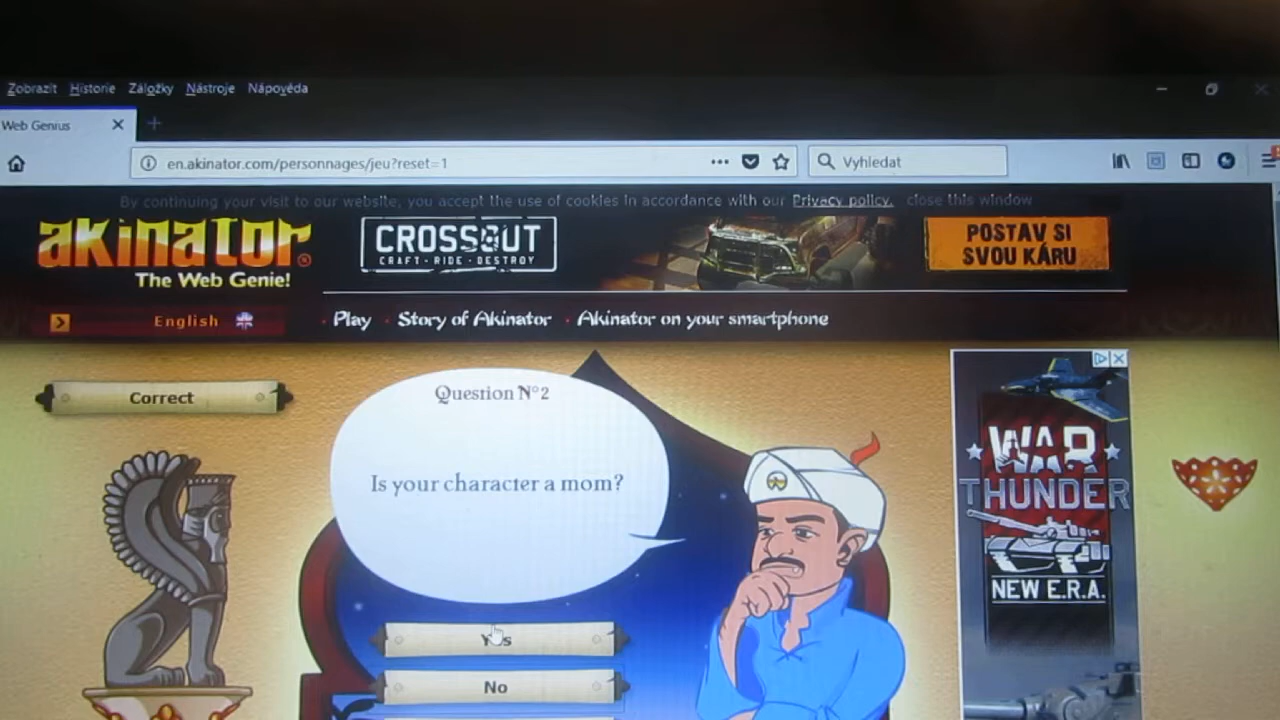 Zobrazit Historie Záložky Nástroje Nápověda
Web Genius
en.akinator.com/personnages/jeu?reset=1
Vyhledat
By continuing your visit to our website, you accept the use of cookies in accordance with our Privacy policy. close this window
akinator
The Web Genie!
CROSSOUT
CRAFT · RIDE · DESTROY
POSTAV SI
SVOU KÁRU
English
Play
Story of Akinator
Akinator on your smartphone
Correct
Question N°2
Is your character a mom?
Yes
No
WAR
THUNDER
NEW E.R.A.